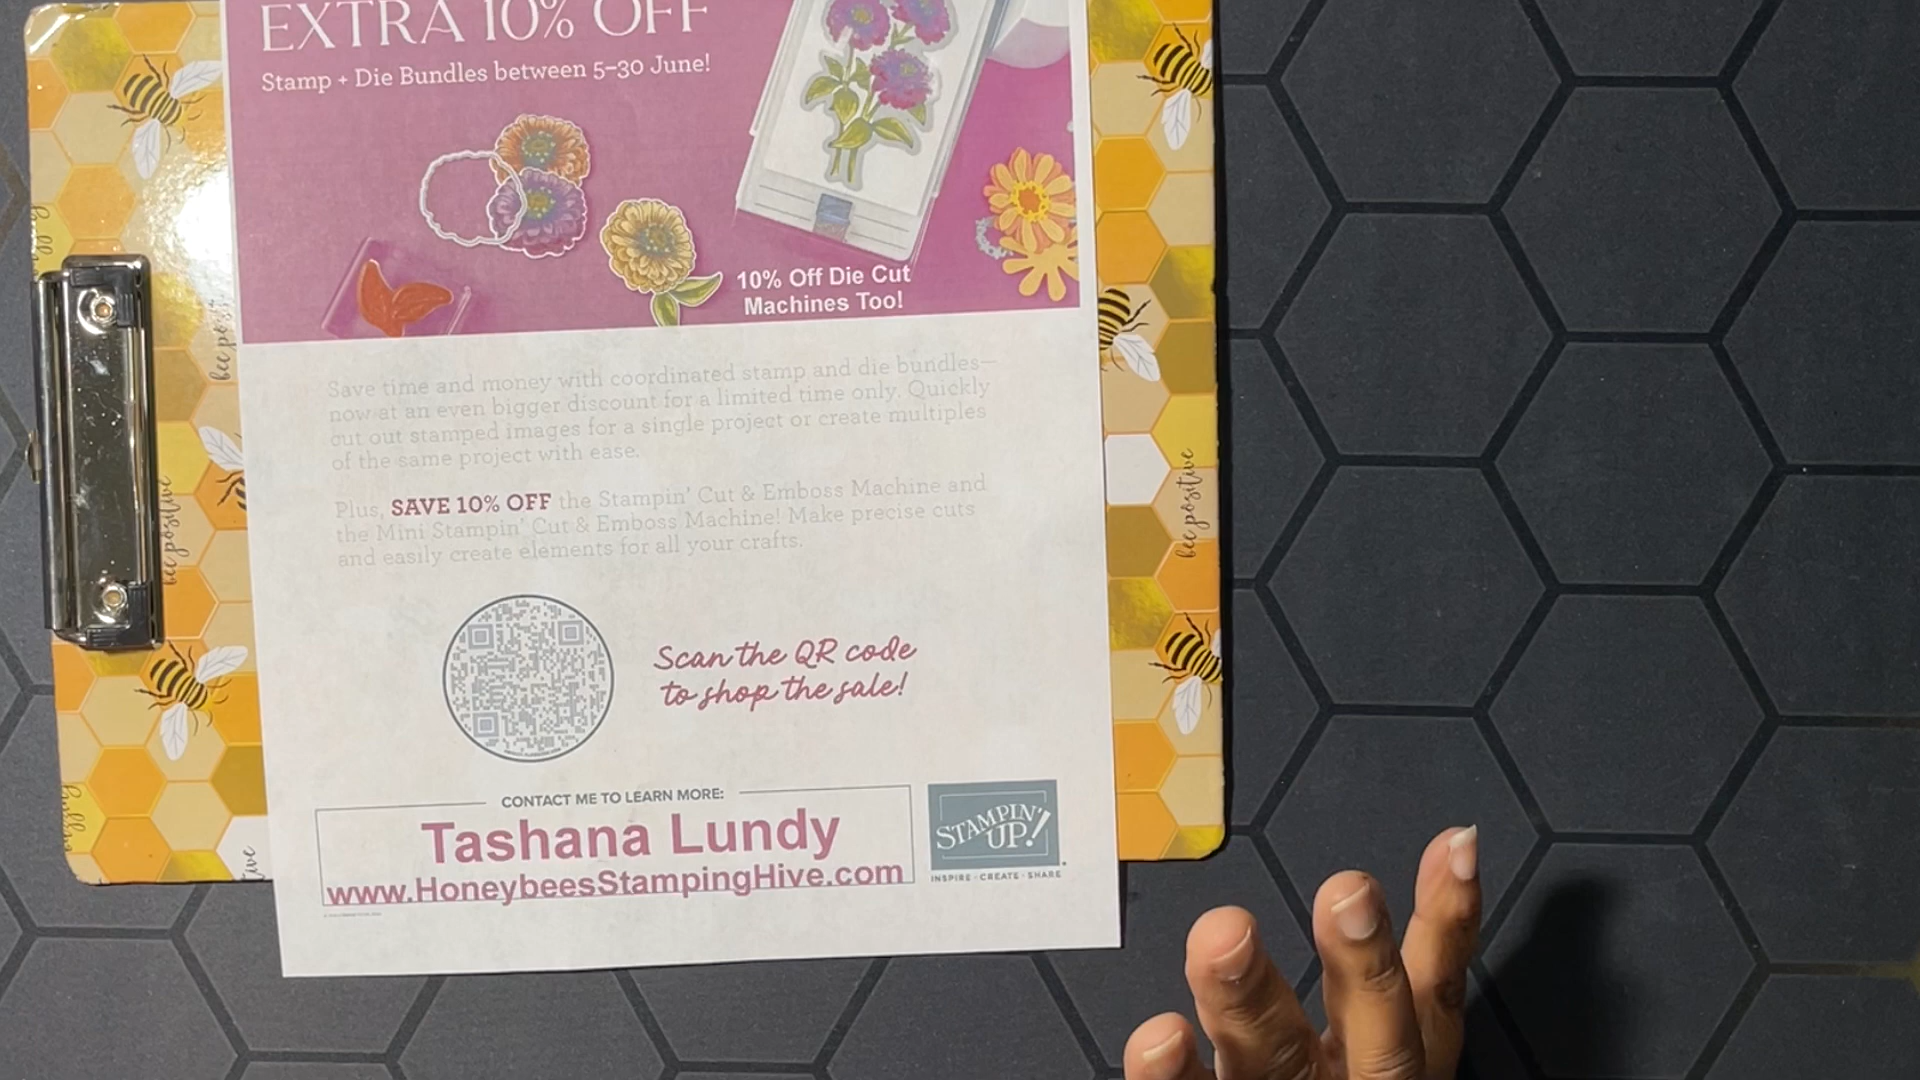 EXTRA 10% OFF
Stamp + Die Bundles between 5–30 June!
10% Off Die Cut
Machines Too!
Save time and money with coordinated stamp and die bundles—
now at an even bigger discount for a limited time only. Quickly
cut out stamped images for a single project or create multiples
of the same project with ease.
Plus, SAVE 10% OFF the Stampin' Cut & Emboss Machine and
the Mini Stampin' Cut & Emboss Machine! Make precise cuts
and easily create elements for all your crafts.
Scan the QR code
to shop the sale!
CONTACT ME TO LEARN MORE:
Tashana Lundy
www.HoneybeesStampingHive.com
STAMPIN'
UP!
INSPIRE · CREATE · SHARE
bee positive
bee positive